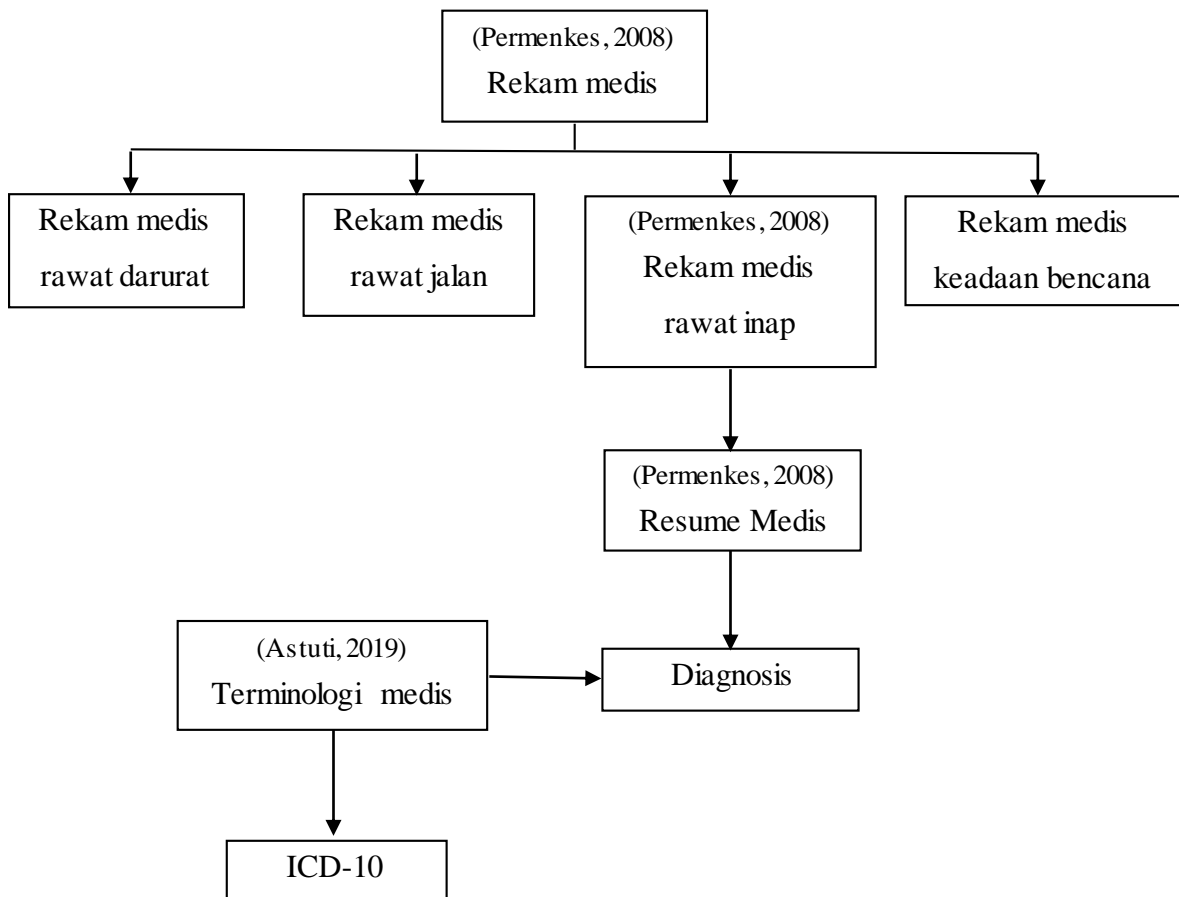 (Permenkes, 2008)
Rekam medis
Rekam medis
rawat darurat
Rekam medis
rawat jalan
(Permenkes, 2008)
Rekam medis
rawat inap
Rekam medis
keadaan bencana
(Permenkes, 2008)
Resume Medis
(Astuti, 2019)
Terminologi medis
Diagnosis
ICD-10